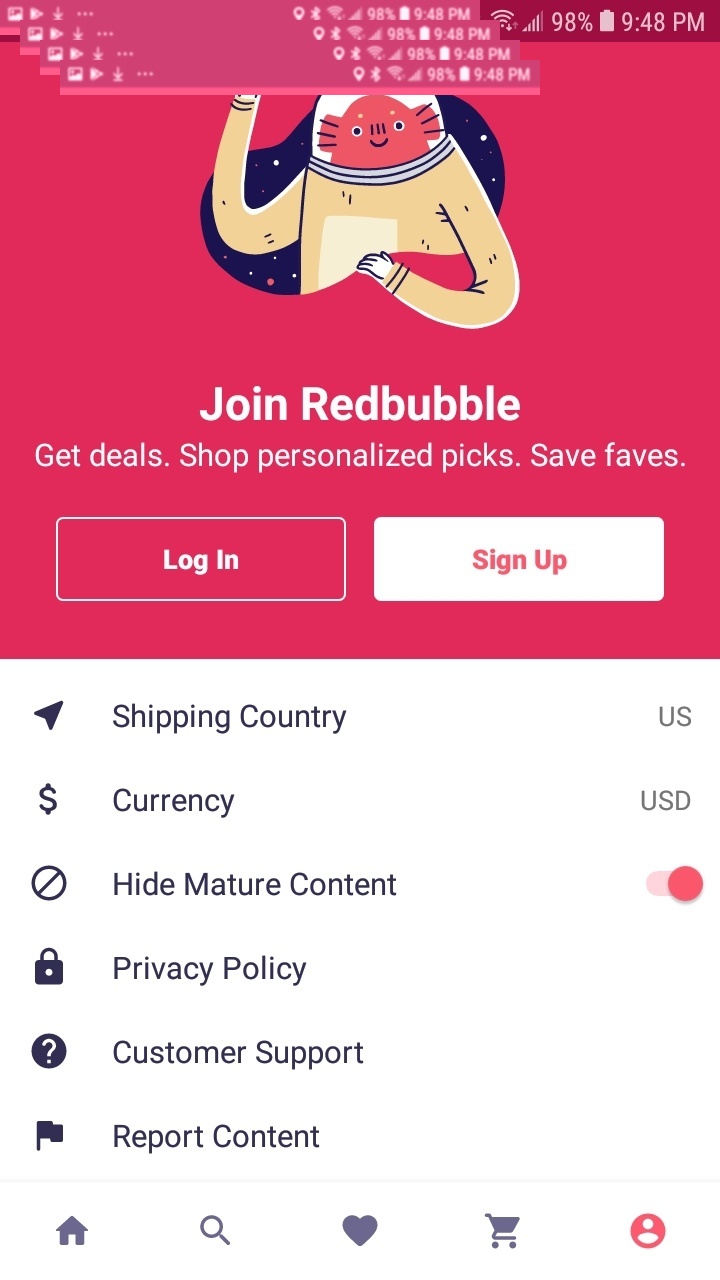 98% 9:48 PM
98% 9:48 PM
98% 9:48 PM
98% 9:48 PM
98% 9:48 PM
Join Redbubble
Get deals. Shop personalized picks. Save faves.
Log In Sign Up
Shipping Country US
$ Currency USD
Hide Mature Content
Privacy Policy
? Customer Support
Report Content